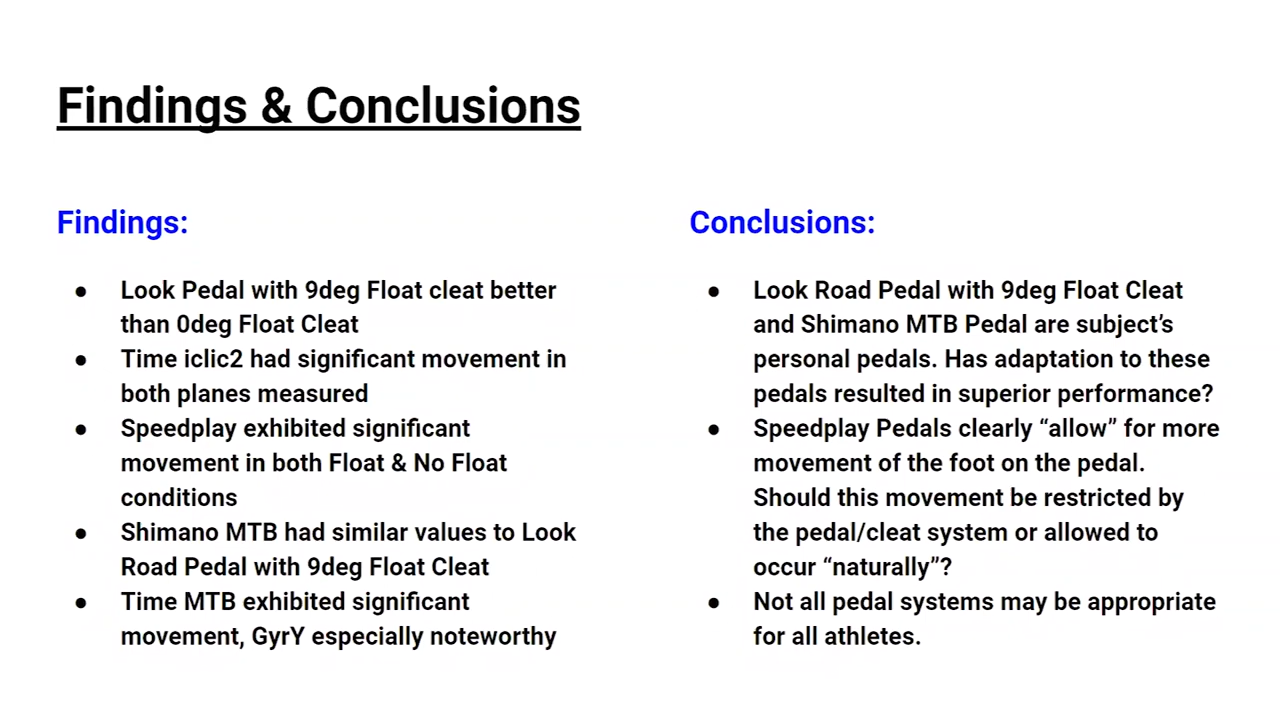 Findings & Conclusions
Findings:
● Look Pedal with 9deg Float cleat better
than 0deg Float Cleat
● Time iclic2 had significant movement in
both planes measured
● Speedplay exhibited significant
movement in both Float & No Float
conditions
● Shimano MTB had similar values to Look
Road Pedal with 9deg Float Cleat
● Time MTB exhibited significant
movement, GyrY especially noteworthy
Conclusions:
● Look Road Pedal with 9deg Float Cleat
and Shimano MTB Pedal are subject’s
personal pedals. Has adaptation to these
pedals resulted in superior performance?
● Speedplay Pedals clearly “allow” for more
movement of the foot on the pedal.
Should this movement be restricted by
the pedal/cleat system or allowed to
occur “naturally”?
● Not all pedal systems may be appropriate
for all athletes.